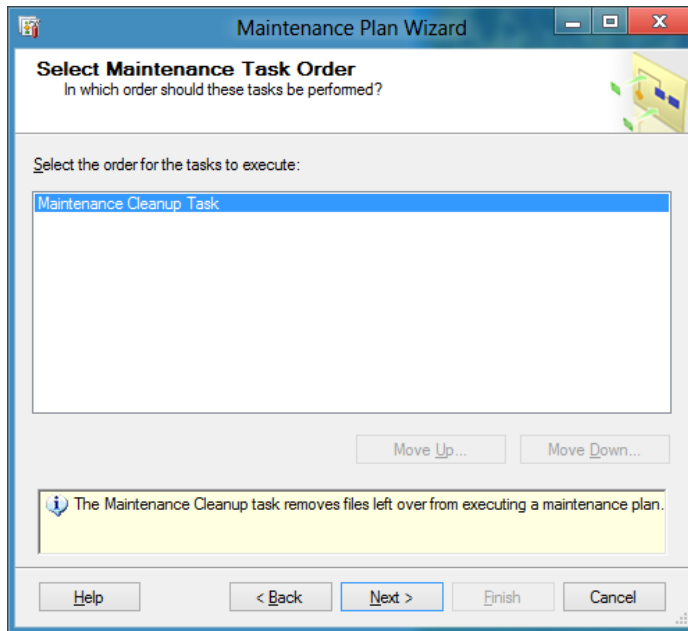 Maintenance Plan Wizard
Select Maintenance Task Order
In which order should these tasks be performed?
Select the order for the tasks to execute:
Maintenance Cleanup Task
Move Up... Move Down...
The Maintenance Cleanup task removes files left over from executing a maintenance plan.
Help < Back Next > Finish Cancel